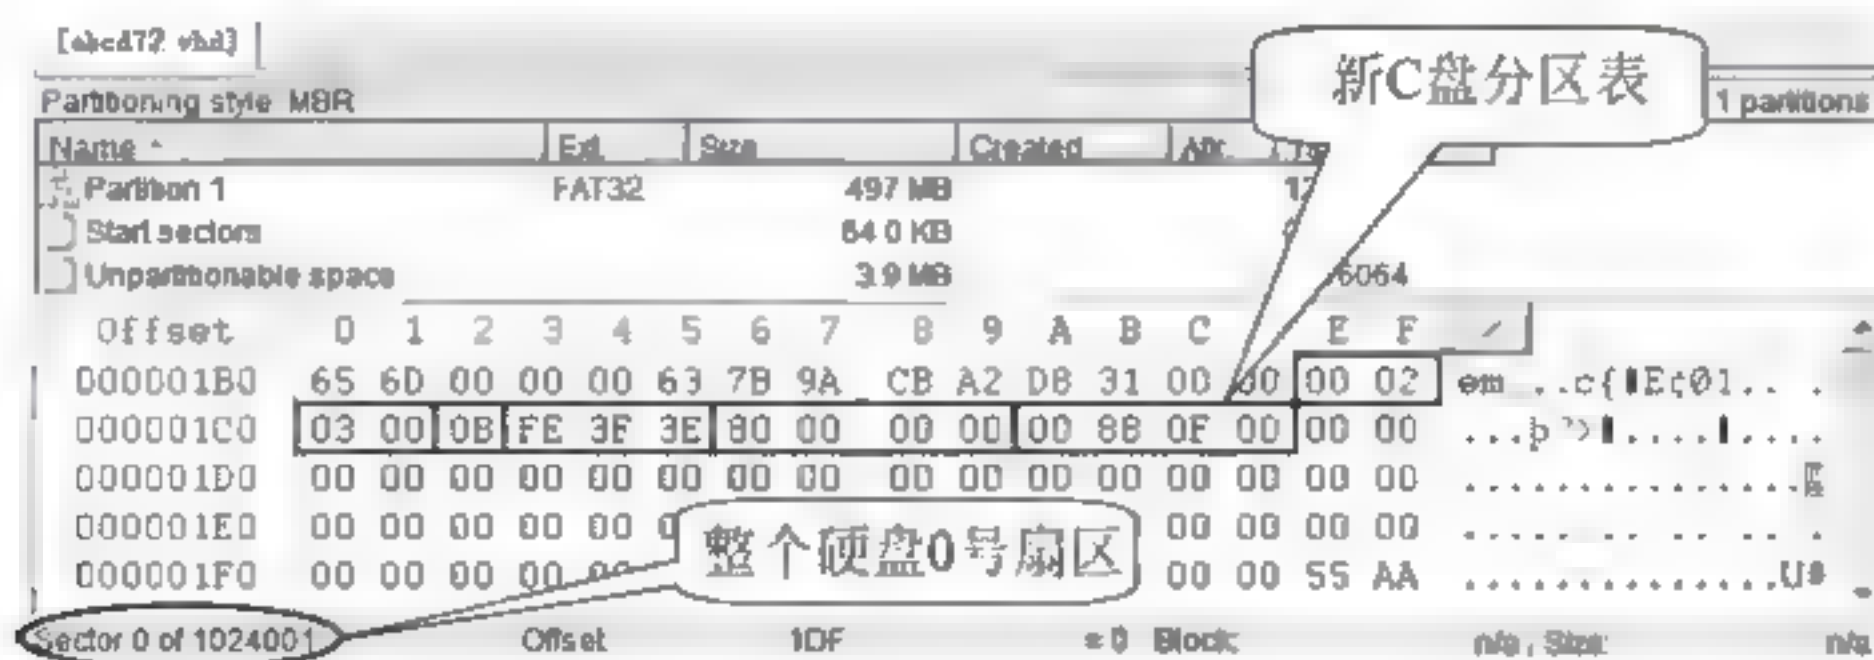 [abcd72.vhd]
新C盘分区表
Partitioning style MBR
1 partitions
Name Ext. Size Created Attr.
Partition 1 FAT32 497 MB
Start sectors 64.0 KB
Unpartitionable space 3.9 MB 6064
Offset 0 1 2 3 4 5 6 7 8 9 A B C E F
000001B0 65 6D 00 00 00 63 7B 9A CB A2 D8 31 00 00 00 02
000001C0 03 00 0B FE 3F 3E 80 00 00 00 00 88 0F 00 00 00
000001D0 00 00 00 00 00 00 00 00 00 00 00 00 00 00 00 00
000001E0 00 00 00 00 00 00 00 00 00
整个硬盘0号扇区
000001F0 00 00 00 00 00 00 00 55 AA
Sector 0 of 1024001 Offset: 1DF = 0 Block: n/a Size: n/a